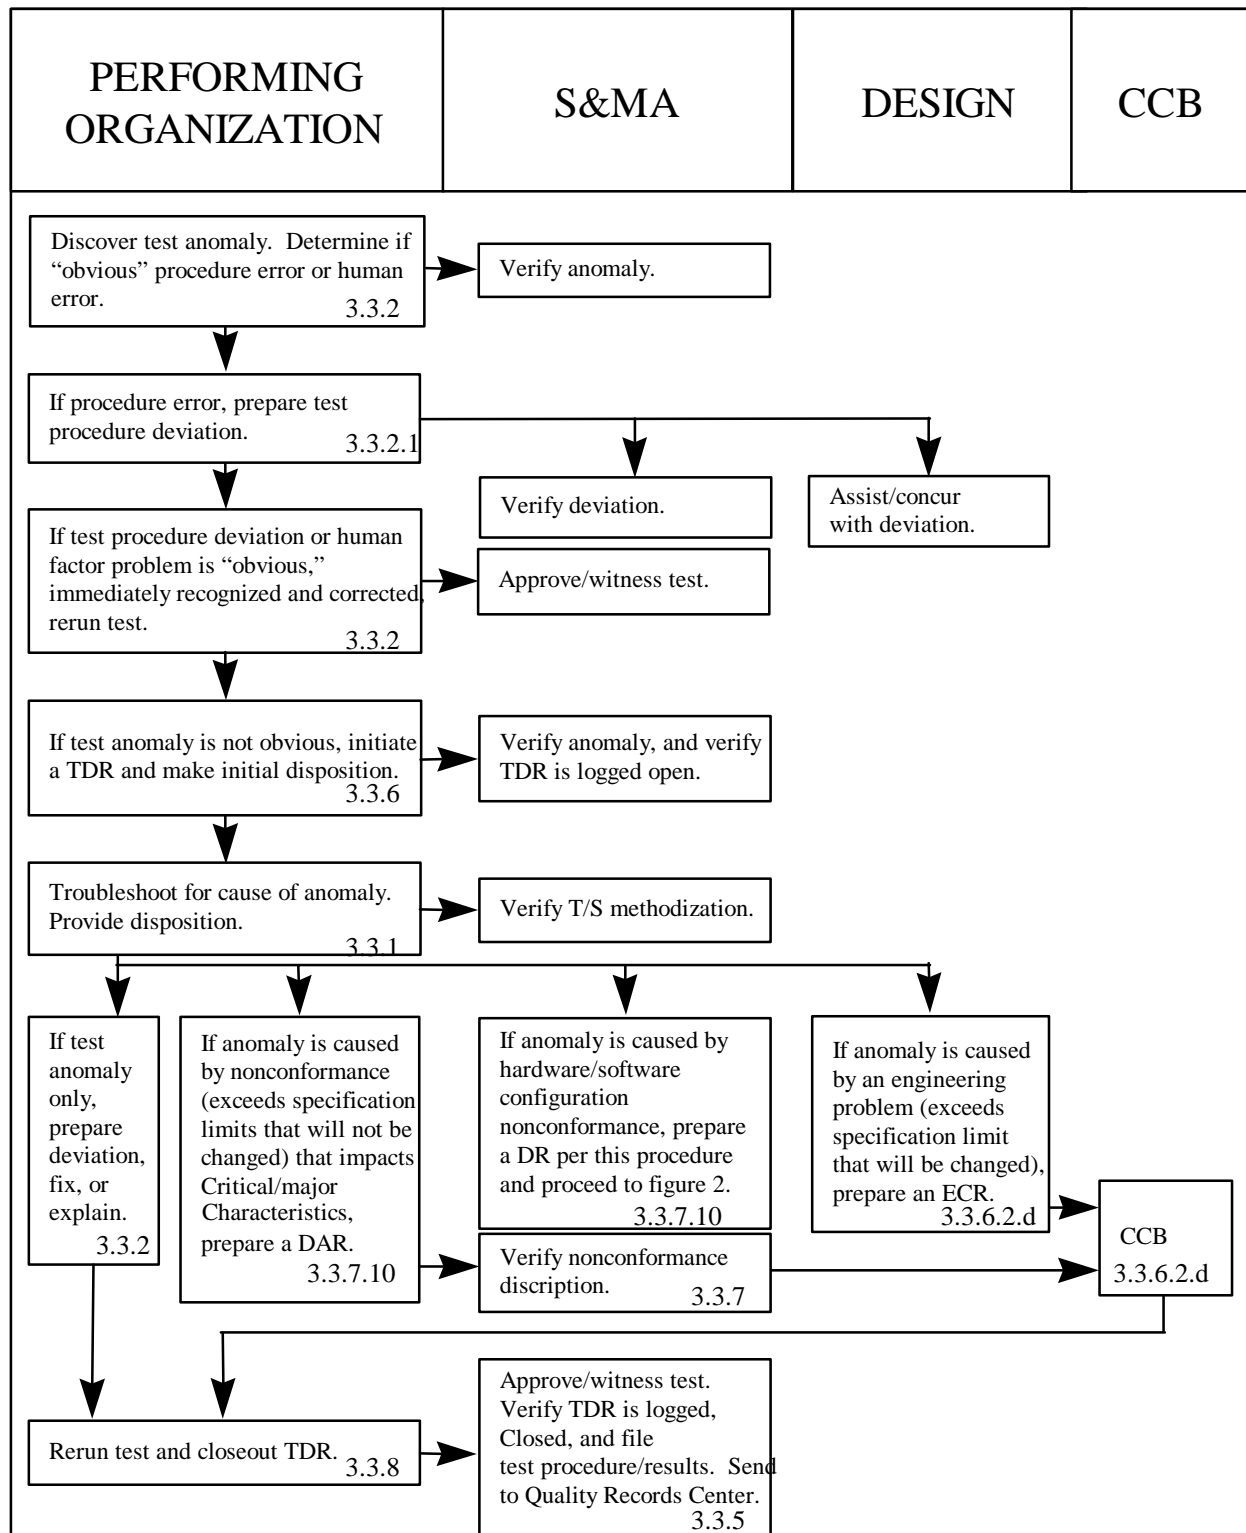 PERFORMING
ORGANIZATION
S&MA
DESIGN
CCB
Discover test anomaly.  Determine if
“obvious” procedure error or human
error.
3.3.2
Verify anomaly.
If procedure error, prepare test
procedure deviation.
3.3.2.1
Verify deviation.
Assist/concur
with deviation.
If test procedure deviation or human
factor problem is “obvious,”
immediately recognized and corrected,
rerun test.
3.3.2
Approve/witness test.
If test anomaly is not obvious, initiate
a TDR and make initial disposition.
3.3.6
Verify anomaly, and verify
TDR is logged open.
Troubleshoot for cause of anomaly.
Provide disposition.
3.3.1
Verify T/S methodization.
If test
anomaly
only,
prepare
deviation,
fix, or
explain.
3.3.2
If anomaly is caused
by nonconformance
(exceeds specification
limits that will not be
changed) that impacts
Critical/major
Characteristics,
prepare a DAR.
3.3.7.10
If anomaly is caused by
hardware/software
configuration
nonconformance, prepare
a DR per this procedure
and proceed to figure 2.
3.3.7.10
If anomaly is caused
by an engineering
problem (exceeds
specification limit
that will be changed),
prepare an ECR.
3.3.6.2.d
Verify nonconformance
discription.
3.3.7
CCB
3.3.6.2.d
Rerun test and closeout TDR.
3.3.8
Approve/witness test.
Verify TDR is logged,
Closed, and file
test procedure/results.  Send
to Quality Records Center.
3.3.5